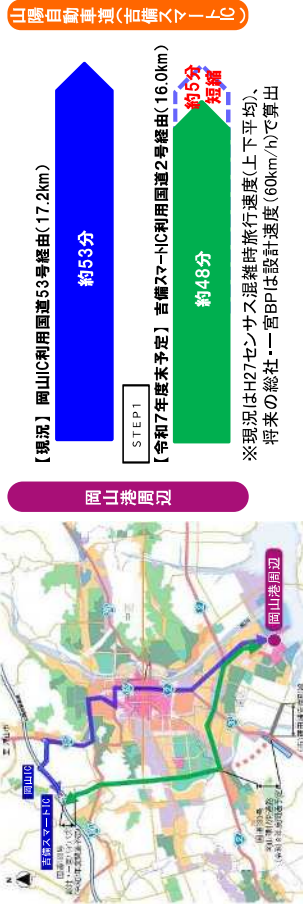 山陽自動車道(吉備スマートIC)
【現況】 岡山IC利用国道53号経由(17.2km)
約53分
STEP1
【令和7年度末予定】 吉備スマートIC利用国道2号経由(16.0km)
約48分
約5分
短縮
※現況はH27センサス混雑時旅行速度(上下平均)、
将来の総社・一宮BPは設計速度(60km/h)で算出
岡山港周辺
岡山IC
吉備スマートIC
岡山港周辺
N